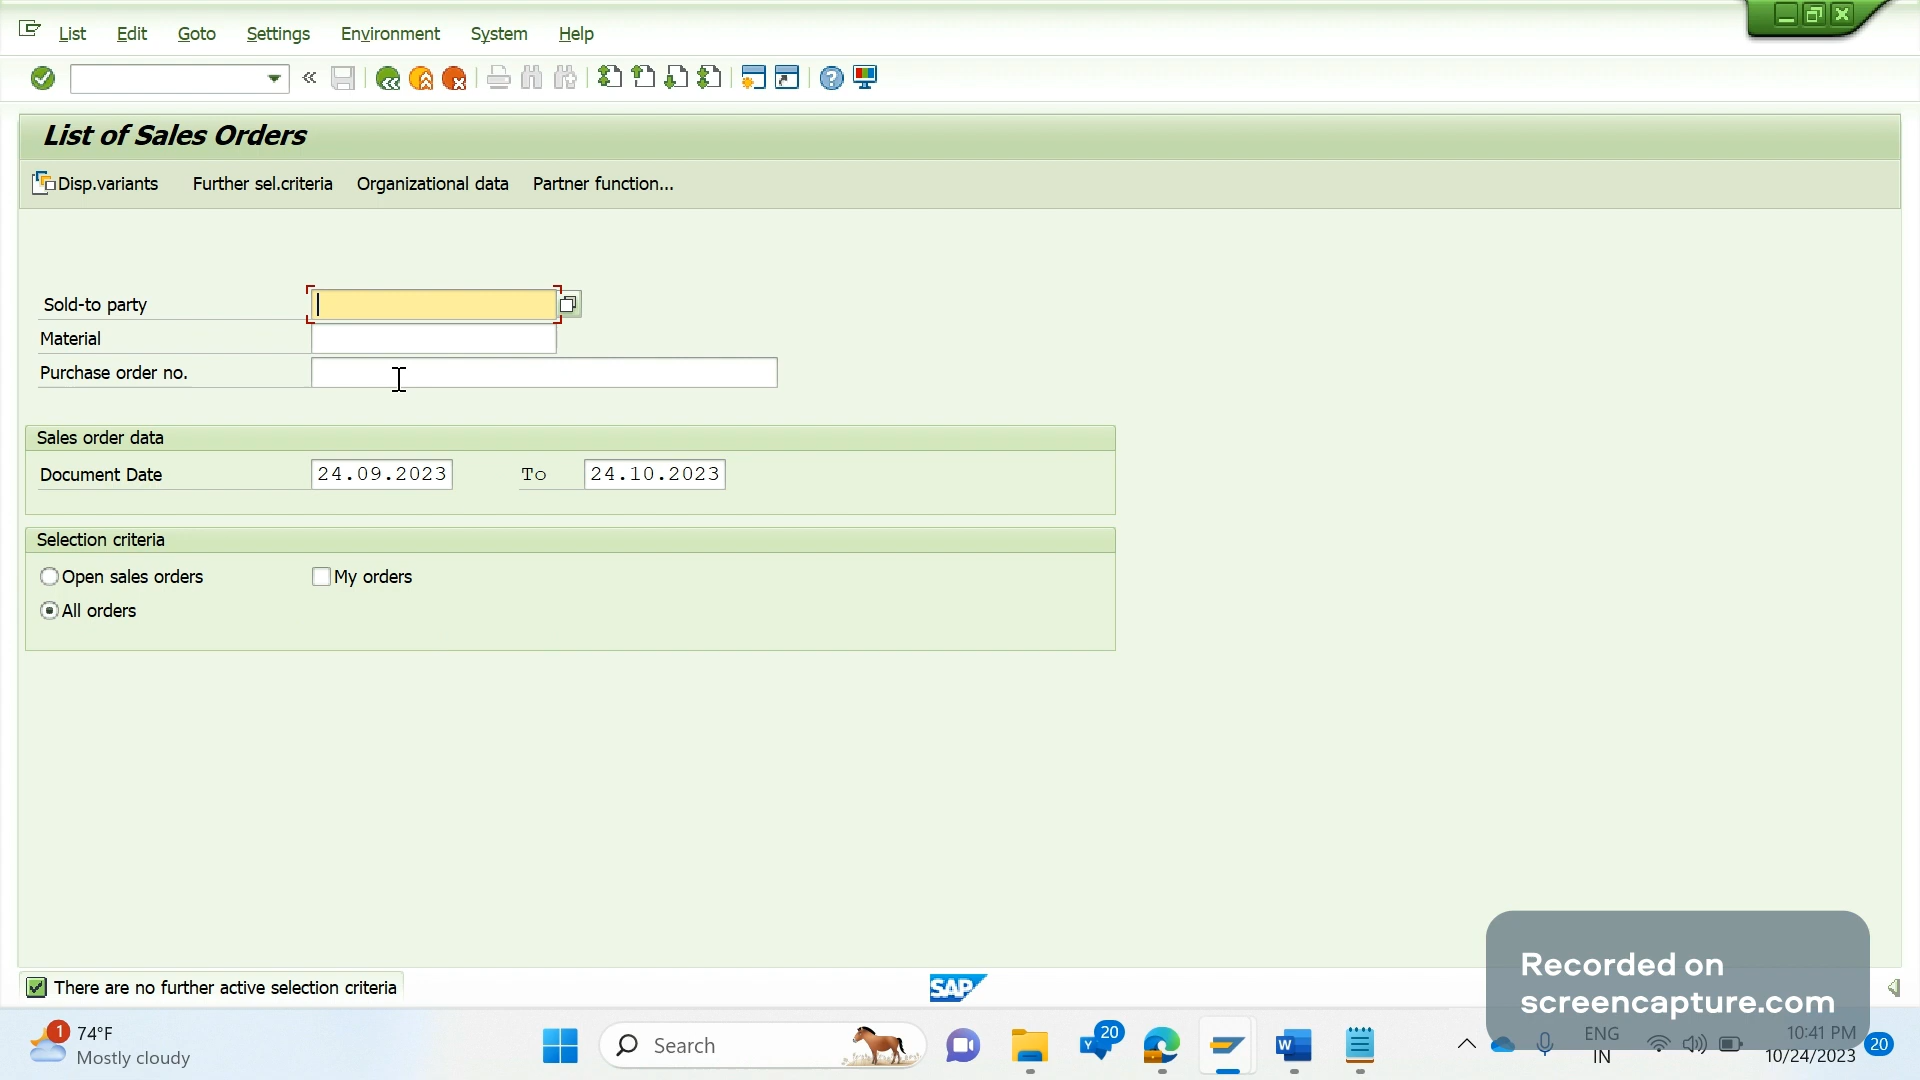 List Edit Goto Settings Environment System Help
List of Sales Orders
Disp.variants Further sel.criteria Organizational data Partner function...
Sold-to party
Material
Purchase order no.
Sales order data
Document Date 24.09.2023 To 24.10.2023
Selection criteria
Open sales orders My orders
All orders
There are no further active selection criteria
SAP
Recorded on
screencapture.com
1 74°F
Mostly cloudy
Search
20
W
ENG
IN
10:41 PM
10/24/2023
20